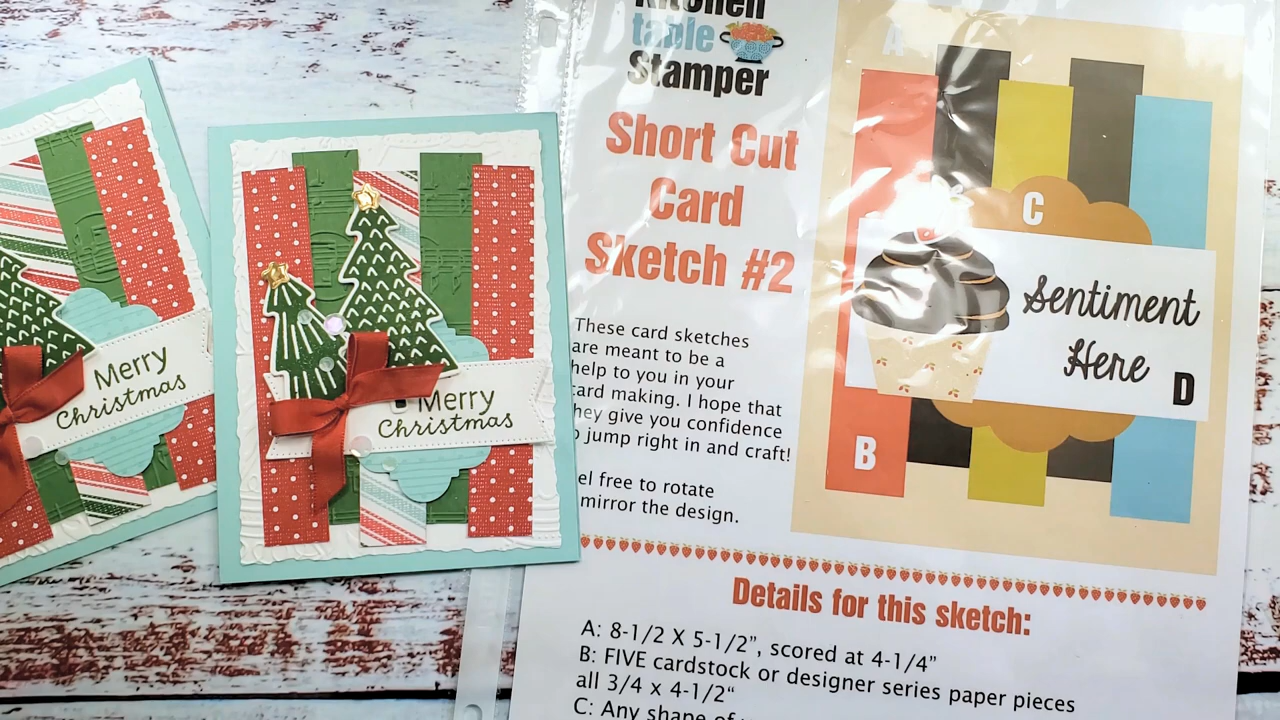 Merry
Christmas
Merry
Christmas
Kitchen
table
Stamper
Short Cut
Card
Sketch #2
These card sketches
are meant to be a
help to you in your
card making. I hope that
they give you confidence
jump right in and craft!
free to rotate
mirror the design.
A
C
Sentiment
Here
D
B
Details for this sketch:
A: 8-1/2 X 5-1/2”, scored at 4-1/4”
B: FIVE cardstock or designer series paper pieces
all 3/4 x 4-1/2“
C: Any shape of